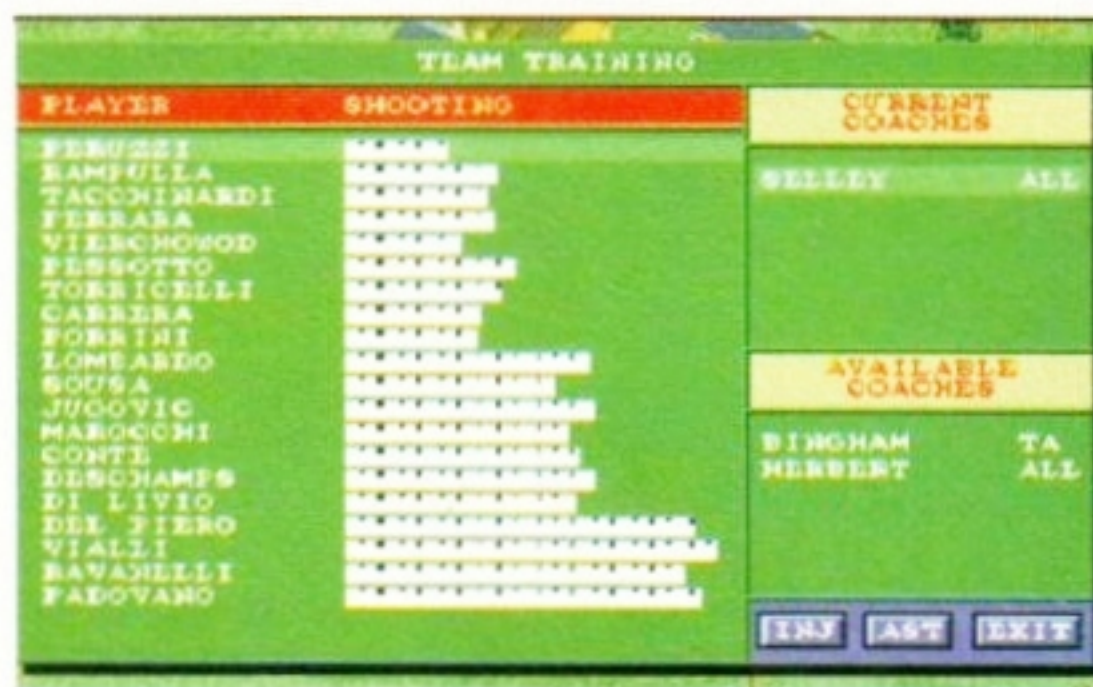 TEAM TRAINING
PLAYER SHOOTING
PERUZZI
RAMPULLA
TACCHINARDI
FERRARA
VIERCHOWOD
PESSOTTO
TORRICELLI
CARRERA
PORRINI
LOMBARDO
SOUSA
JUGOVIC
MAROCCHI
CONTE
DESCHAMPS
DI LIVIO
DEL PIERO
VIALLI
RAVANELLI
PADOVANO
CURRENT
COACHES
SELLEY ALL
AVAILABLE
COACHES
BINGHAM TA
HERBERT ALL
INJ AST EXIT